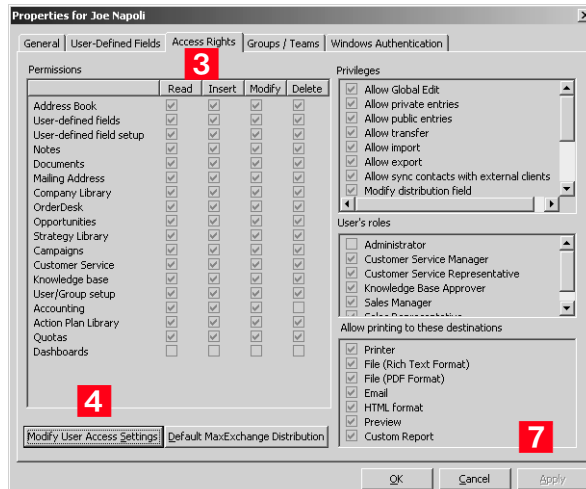 Properties for Joe Napoli
General
User-Defined Fields
Access Rights
Groups / Teams
Windows Authentication
3
Permissions
Read
Insert
Modify
Delete
Address Book
User-defined fields
User-defined field setup
Notes
Documents
Mailing Address
Company Library
OrderDesk
Opportunities
Strategy Library
Campaigns
Customer Service
Knowledge base
User/Group setup
Accounting
Action Plan Library
Quotas
Dashboards
4
Modify User Access Settings
Default MaxExchange Distribution
Privileges
Allow Global Edit
Allow private entries
Allow public entries
Allow transfer
Allow import
Allow export
Allow sync contacts with external clients
Modify distribution field
User's roles
Administrator
Customer Service Manager
Customer Service Representative
Knowledge Base Approver
Sales Manager
Allow printing to these destinations
Printer
File (Rich Text Format)
File (PDF Format)
Email
HTML format
Preview
Custom Report
7
OK
Cancel
Apply